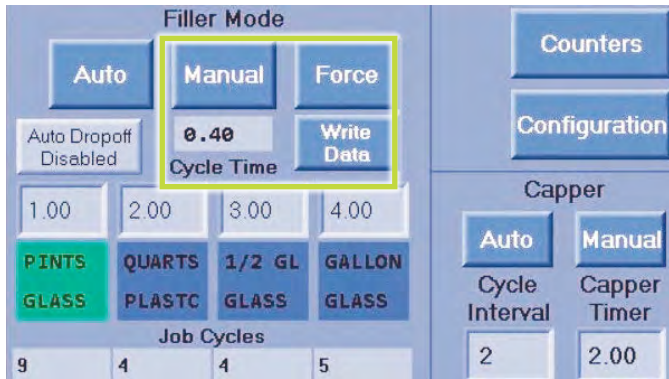 Filler Mode
Auto
Manual
Force
Auto Dropoff
Disabled
0.40
Cycle Time
Write
Data
1.00
2.00
3.00
4.00
PINTS
GLASS
QUARTS
PLASTC
1/2 GL
GLASS
GALLON
GLASS
Job Cycles
9
4
4
5
Counters
Configuration
Capper
Auto
Manual
Cycle
Interval
Capper
Timer
2
2.00